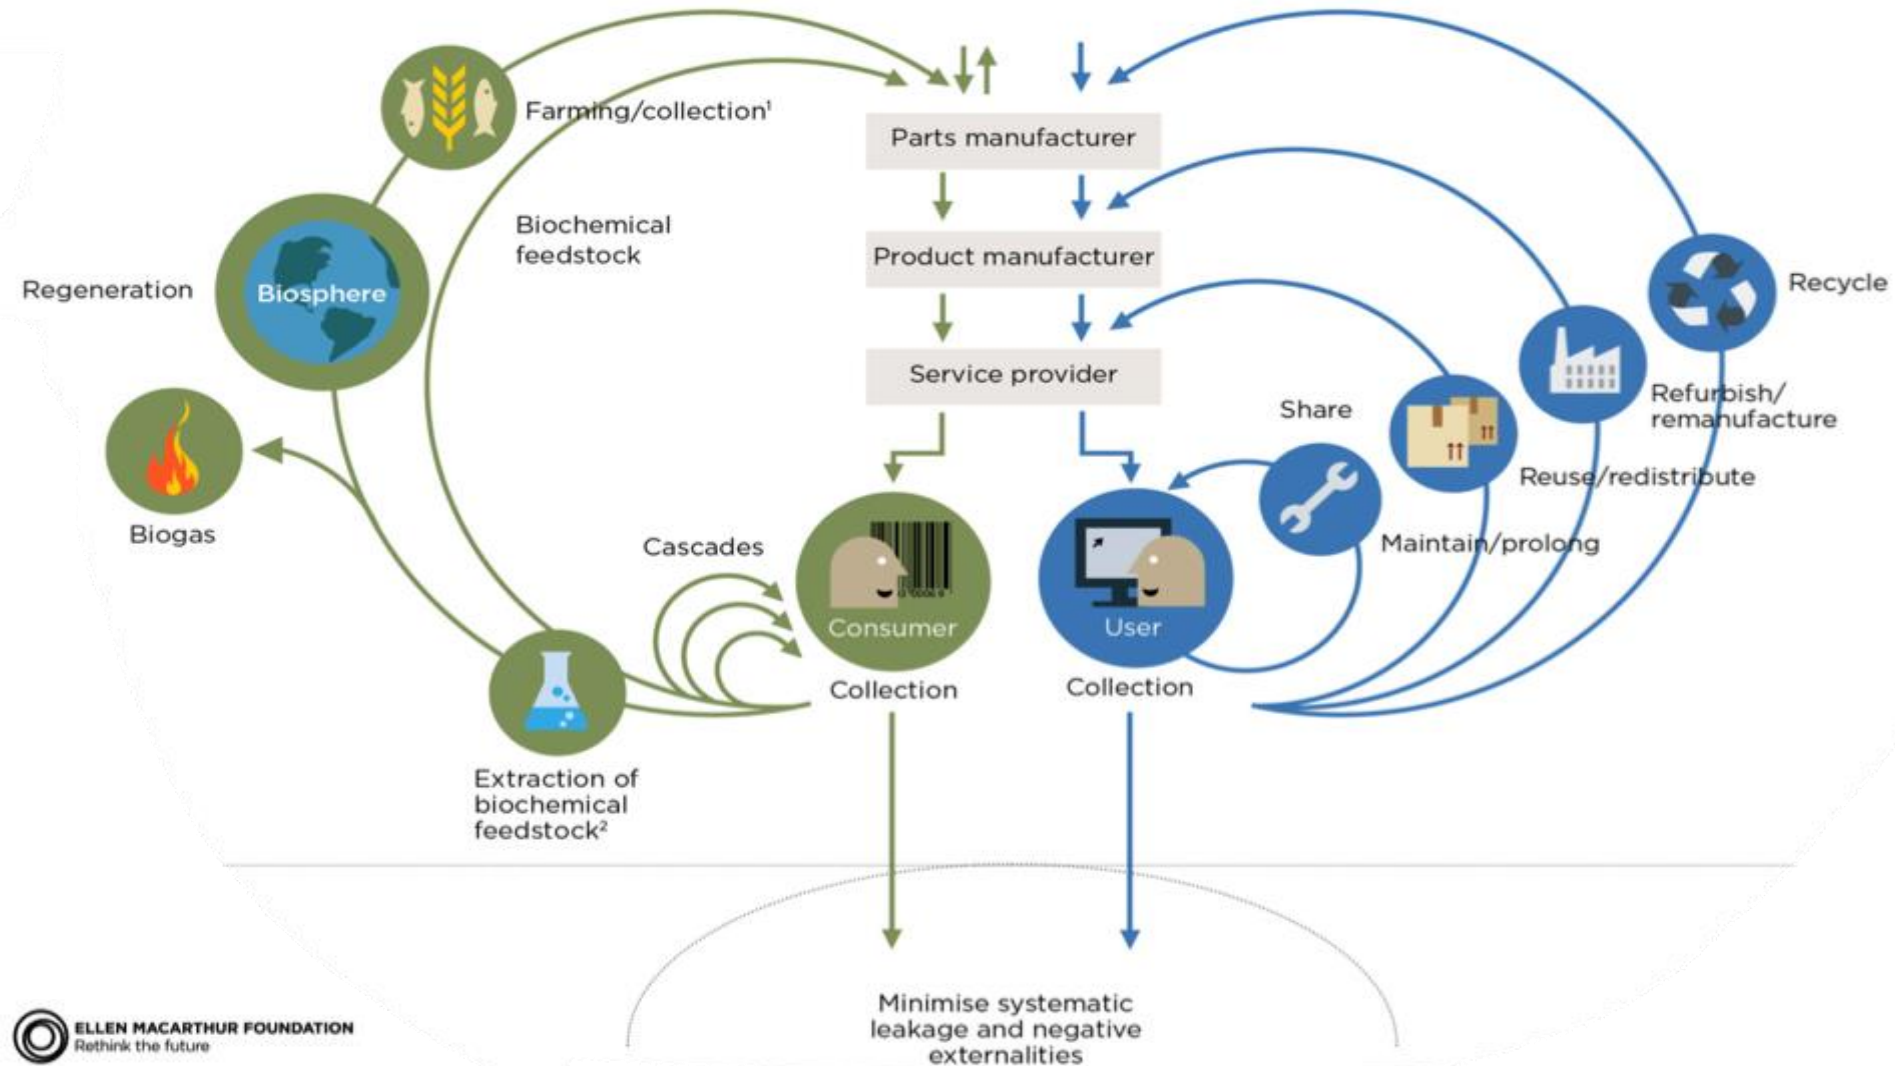 Farming/collection¹
Parts manufacturer
Biochemical
feedstock
Product manufacturer
Regeneration
Biosphere
Recycle
Service provider
Share
Refurbish/
remanufacture
Reuse/redistribute
Biogas
Cascades
Maintain/prolong
Consumer
User
Collection
Collection
Extraction of
biochemical
feedstock²
Minimise systematic
leakage and negative
externalities
ELLEN MACARTHUR FOUNDATION
Rethink the future